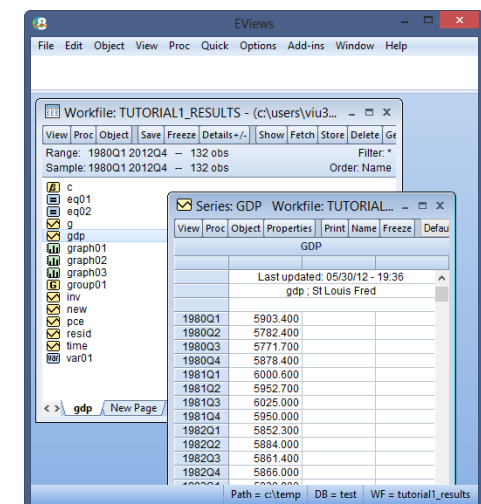 EViews
File Edit Object View Proc Quick Options Add-ins Window Help
Workfile: TUTORIAL1_RESULTS - (c:\users\viu3...
View Proc Object Save Freeze Details+/- Show Fetch Store Delete Ge
Range: 1980Q1 2012Q4 -- 132 obs Filter: *
Sample: 1980Q1 2012Q4 -- 132 obs Order: Name
c
eq01
eq02
g
gdp
graph01
graph02
graph03
group01
inv
new
pce
resid
time
var01
gdp New Page
Series: GDP Workfile: TUTORIAL...
View Proc Object Properties Print Name Freeze Defau
GDP
Last updated: 05/30/12 - 19:36
gdp ; St Louis Fred
1980Q1 5903.400
1980Q2 5782.400
1980Q3 5771.700
1980Q4 5878.400
1981Q1 6000.600
1981Q2 5952.700
1981Q3 6025.000
1981Q4 5950.000
1982Q1 5852.300
1982Q2 5884.000
1982Q3 5861.400
1982Q4 5866.000
Path = c:\temp DB = test WF = tutorial1_results